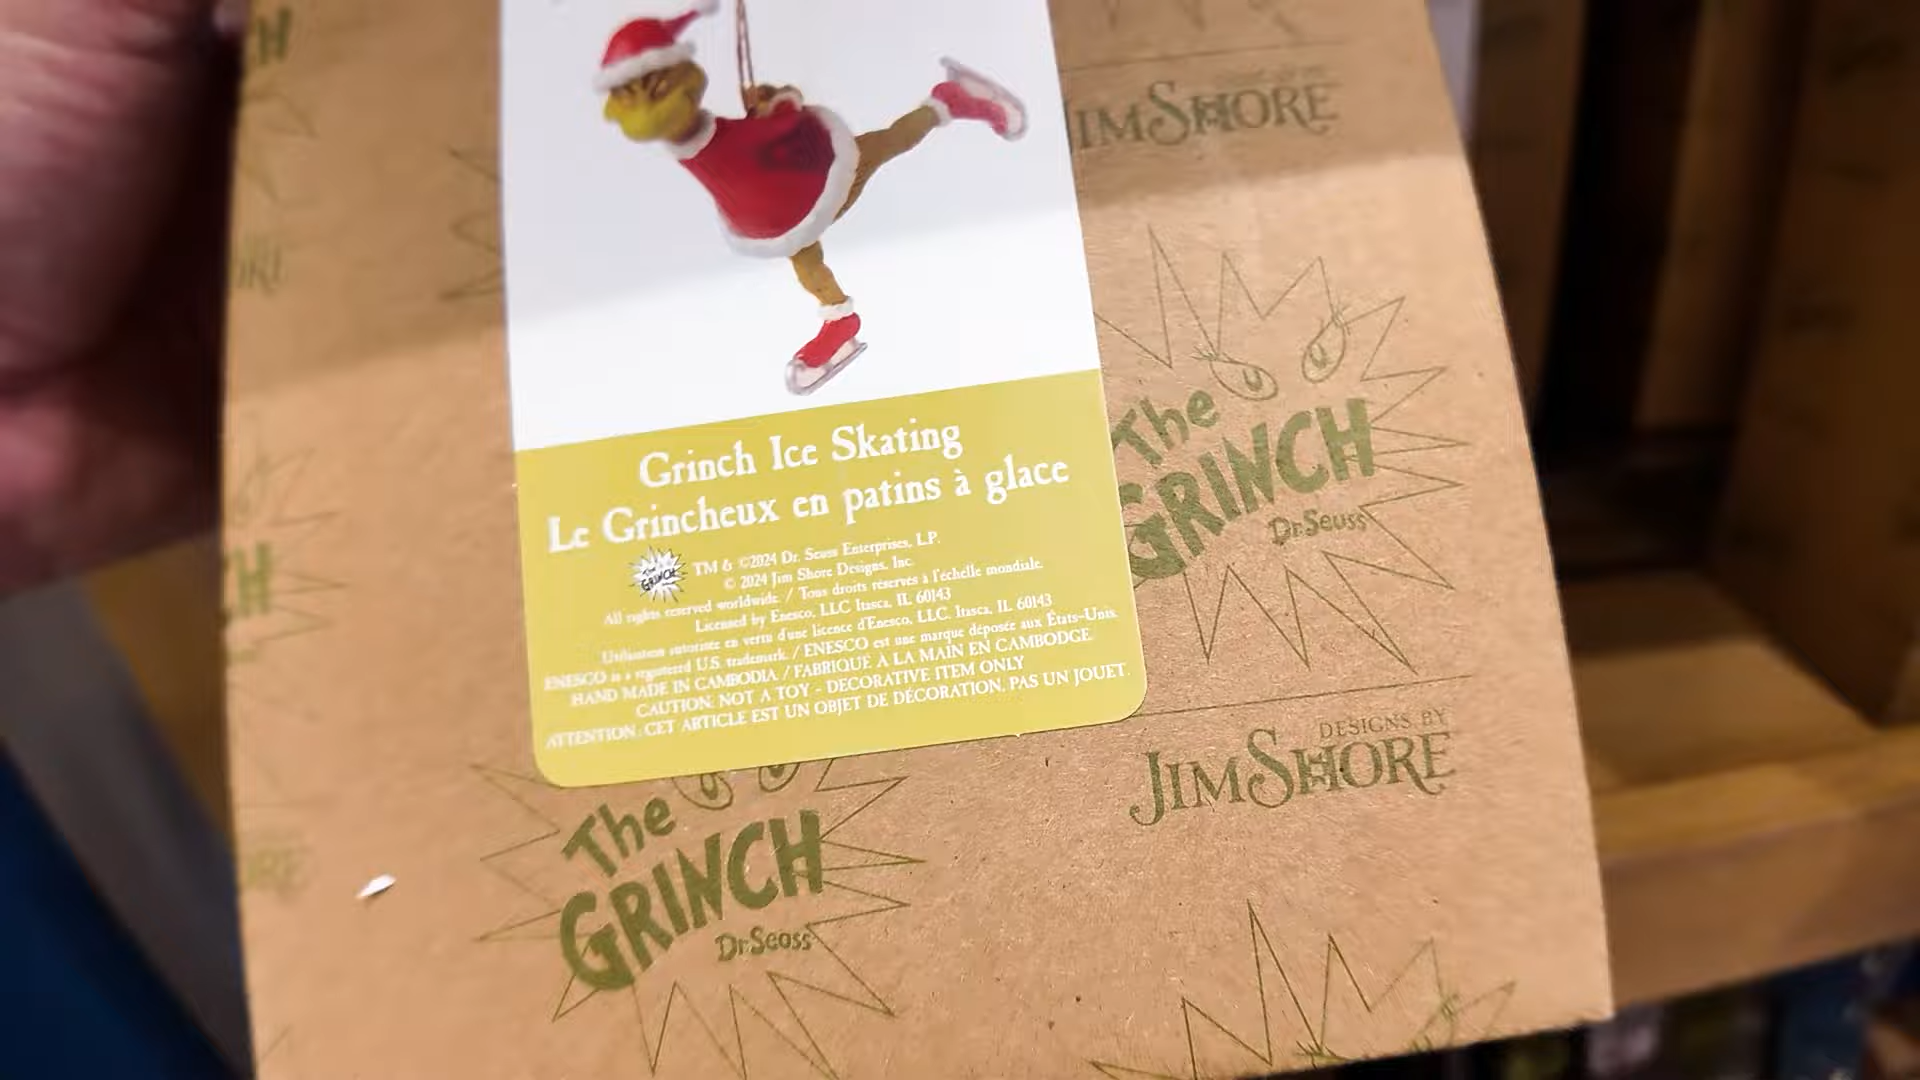 JIMSHORE
Grinch Ice Skating
Le Grincheux en patins à glace
GRINCH
TM & ©2024 Dr. Seuss Enterprises, L.P.
© 2024 Jim Shore Designs, Inc.
All rights reserved worldwide. / Tous droits réservés à l'échelle mondiale.
Licensed by Enesco, LLC Itasca, IL 60143
Utilisation autorisée en vertu d'une licence d'Enesco, LLC. Itasca, IL 60143
ENESCO is a registered U.S. trademark. / ENESCO est une marque déposée aux États-Unis.
HAND MADE IN CAMBODIA / FABRIQUÉ À LA MAIN EN CAMBODGE.
CAUTION: NOT A TOY - DECORATIVE ITEM ONLY
ATTENTION: CET ARTICLE EST UN OBJET DE DÉCORATION, PAS UN JOUET.
The
GRINCH
Dr. Seuss
DESIGNS BY
JIMSHORE
The
GRINCH
Dr. Seuss